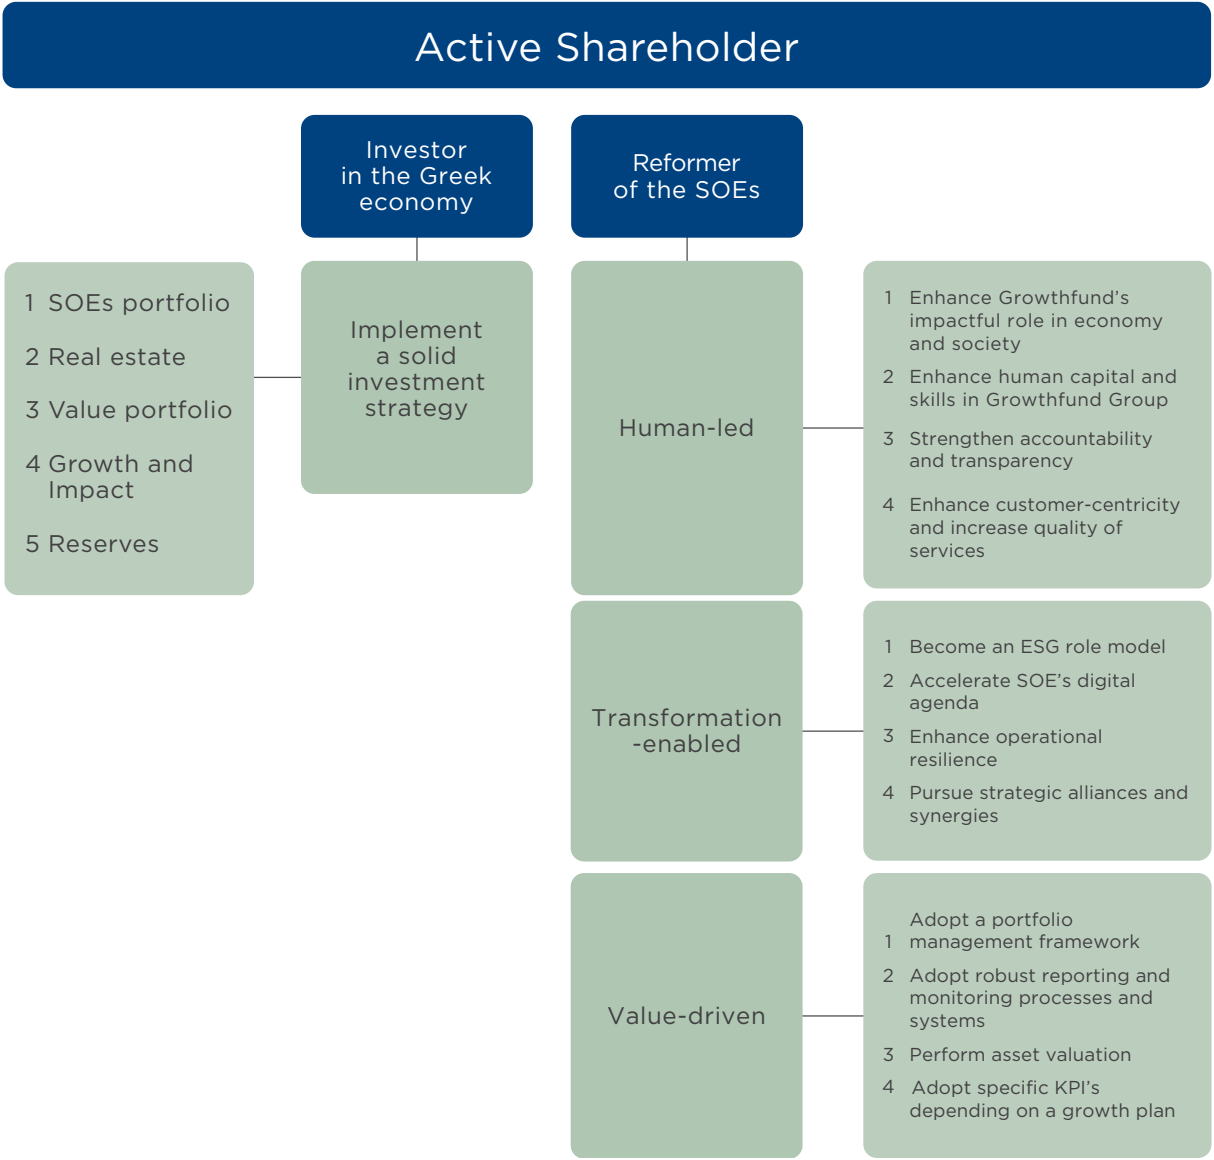 Active Shareholder
Investor
in the Greek
economy
Reformer
of the SOEs
1 SOEs portfolio
2 Real estate
3 Value portfolio
4 Growth and
Impact
5 Reserves
Implement
a solid
investment
strategy
Human-led
1 Enhance Growthfund’s
impactful role in economy
and society
2 Enhance human capital and
skills in Growthfund Group
3 Strengthen accountability
and transparency
4 Enhance customer-centricity
and increase quality of
services
Transformation
-enabled
1 Become an ESG role model
2 Accelerate SOE’s digital
agenda
3 Enhance operational
resilience
4 Pursue strategic alliances and
synergies
Value-driven
Adopt a portfolio
1 management framework
2 Adopt robust reporting and
monitoring processes and
systems
3 Perform asset valuation
4 Adopt specific KPI’s
depending on a growth plan